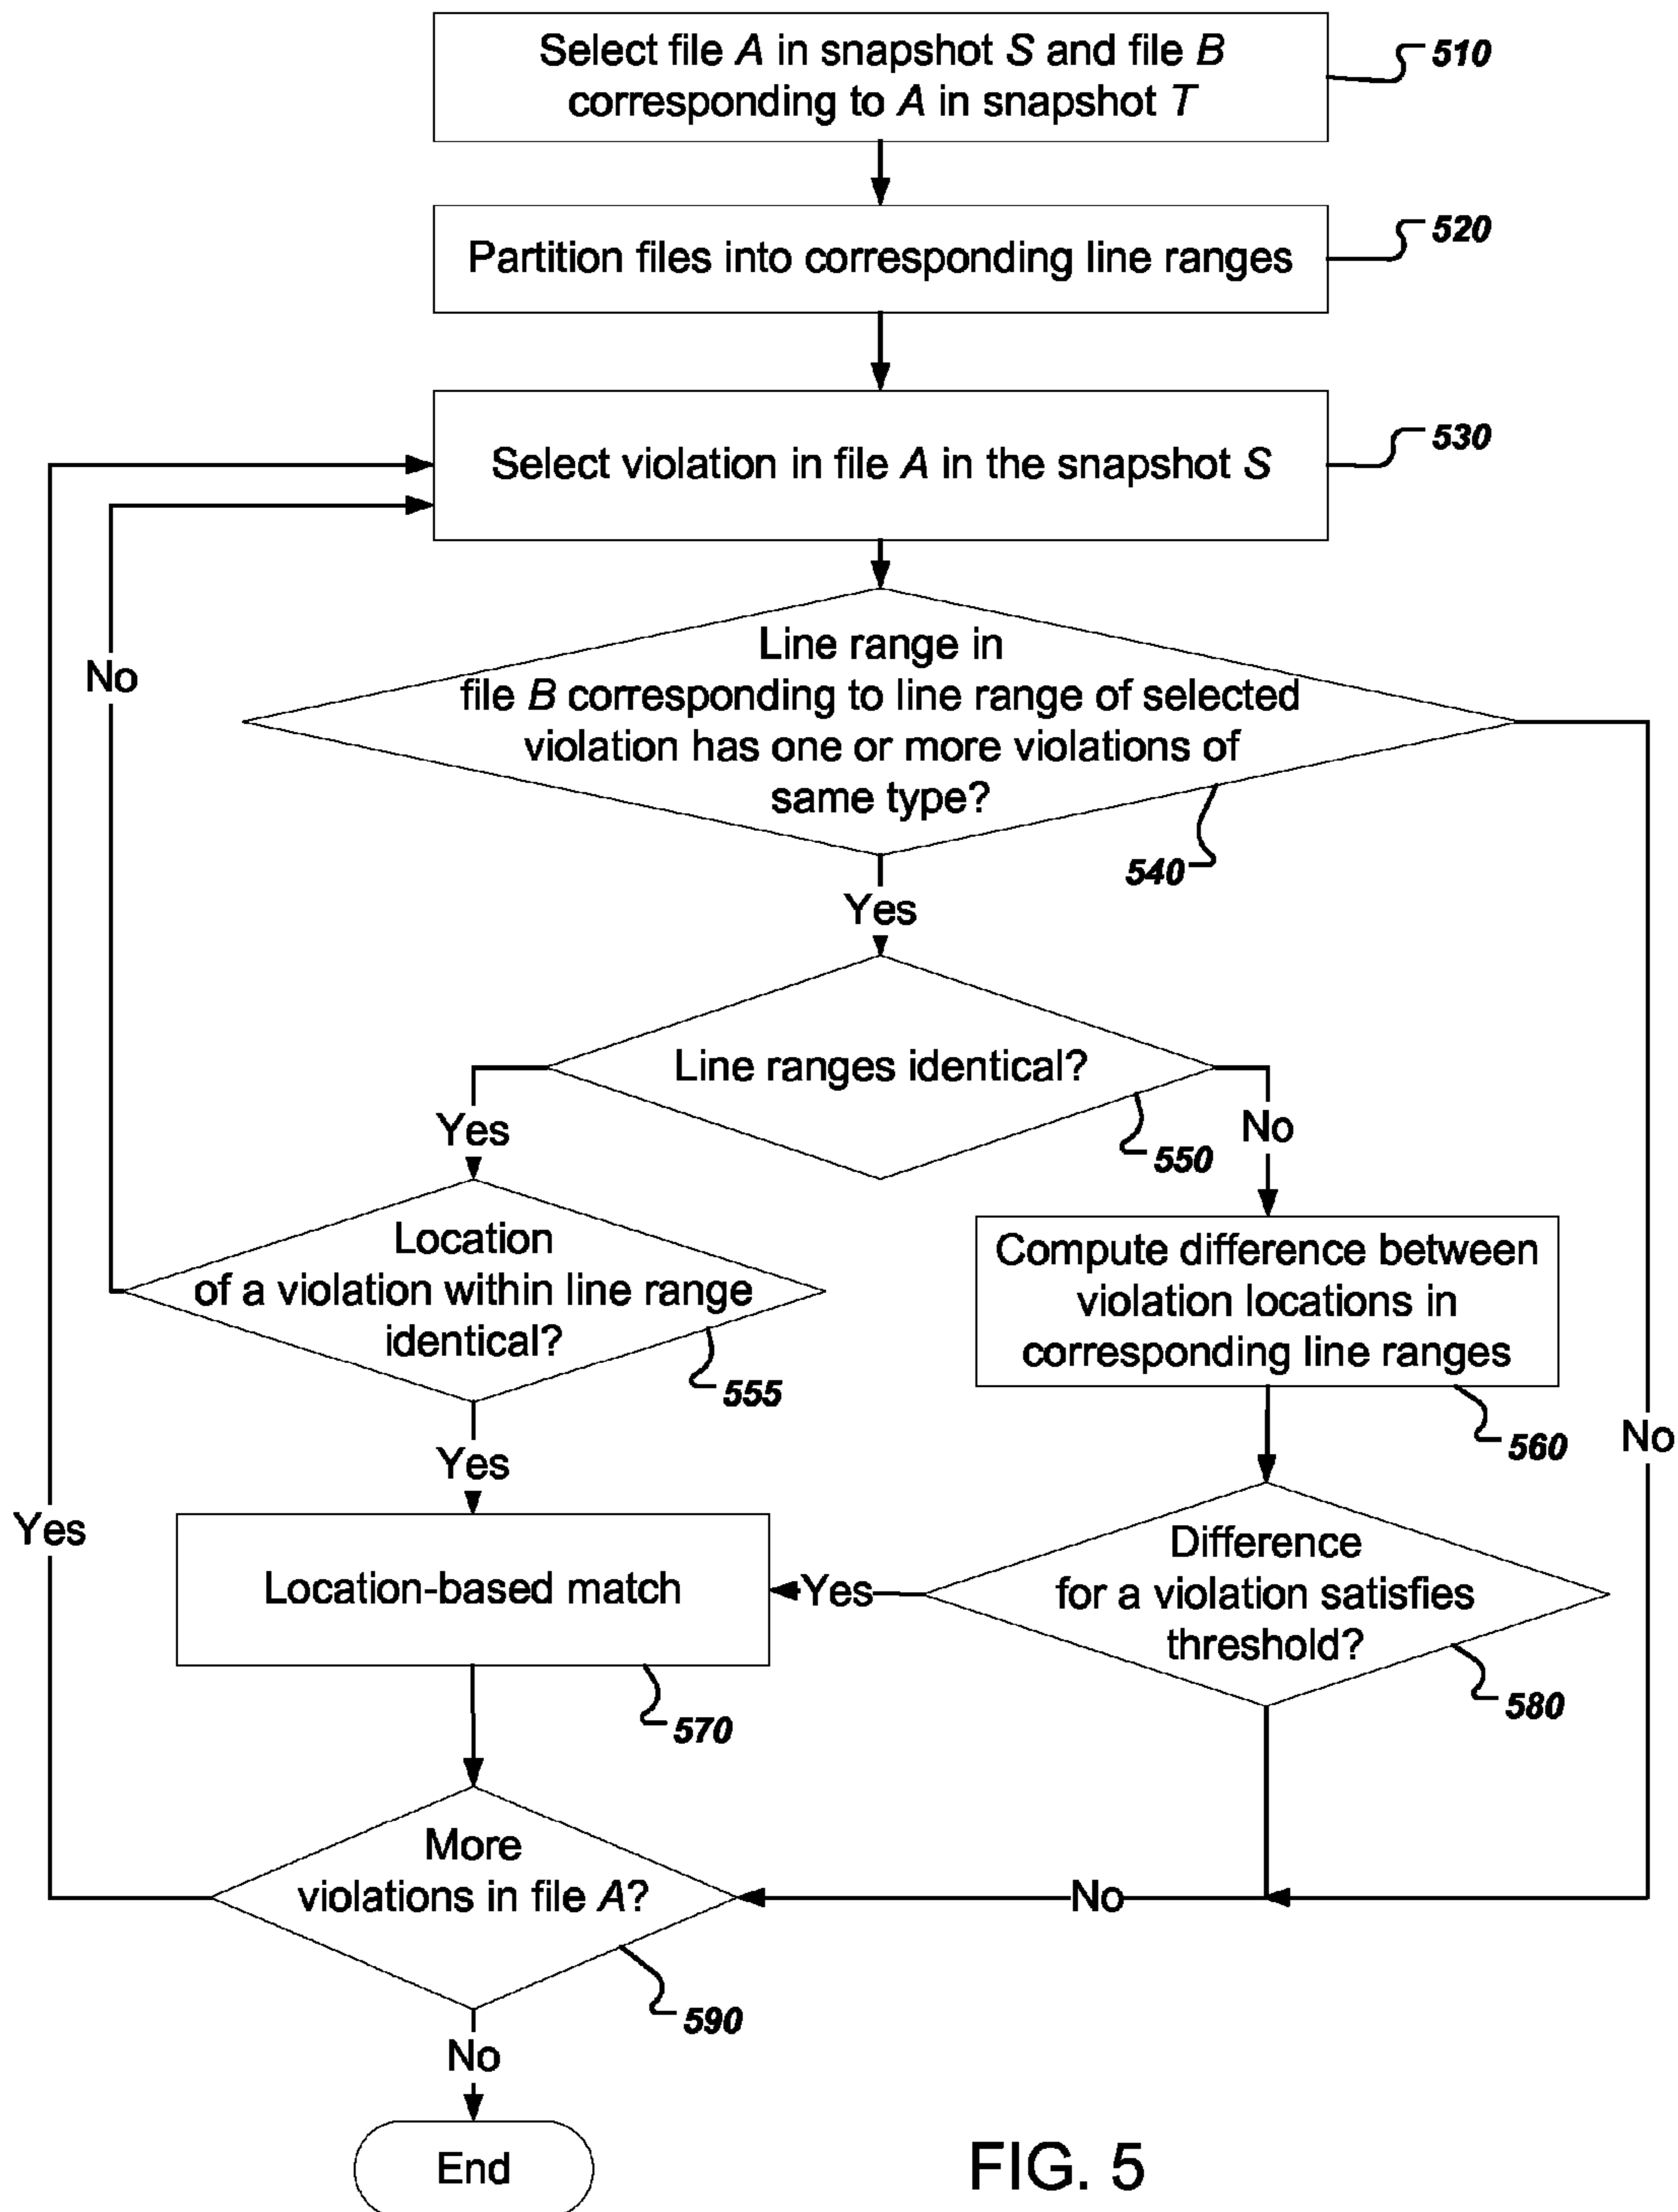 Select file A in snapshot S and file B
corresponding to A in snapshot T
510
Partition files into corresponding line ranges
520
Select violation in file A in the snapshot S
530
Line range in
file B corresponding to line range of selected
violation has one or more violations of
same type?
540
No
Yes
Line ranges identical?
550
Yes
No
Location
of a violation within line range
identical?
555
Compute difference between
violation locations in
corresponding line ranges
560
No
Yes
Yes
Location-based match
570
Yes
Difference
for a violation satisfies
threshold?
580
More
violations in file A?
590
No
No
End
FIG. 5